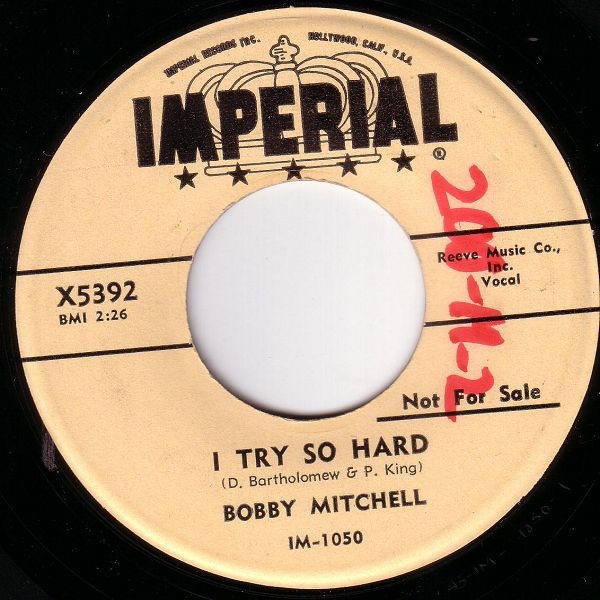 IMPERIAL RECORDS INC. HOLLYWOOD, CALIF., U.S.A.
IMPERIAL
®
X5392
BMI 2:26
Reeve Music Co.,
Inc.
Vocal
Not For Sale
I TRY SO HARD
(D. Bartholomew & P. King)
BOBBY MITCHELL
IM-1050